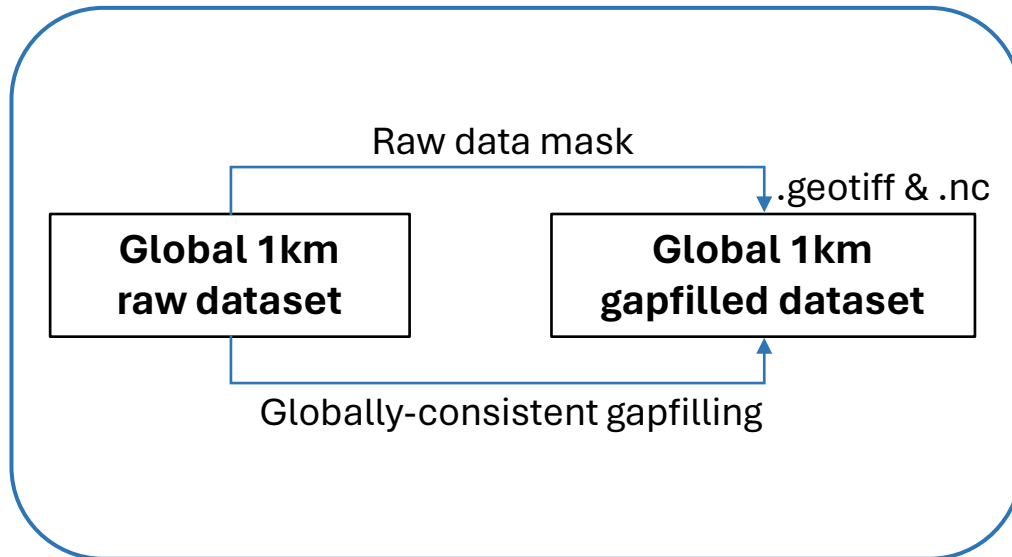 Raw data mask
.geotiff & .nc
Global 1km
raw dataset
Global 1km
gapfilled dataset
Globally-consistent gapfilling